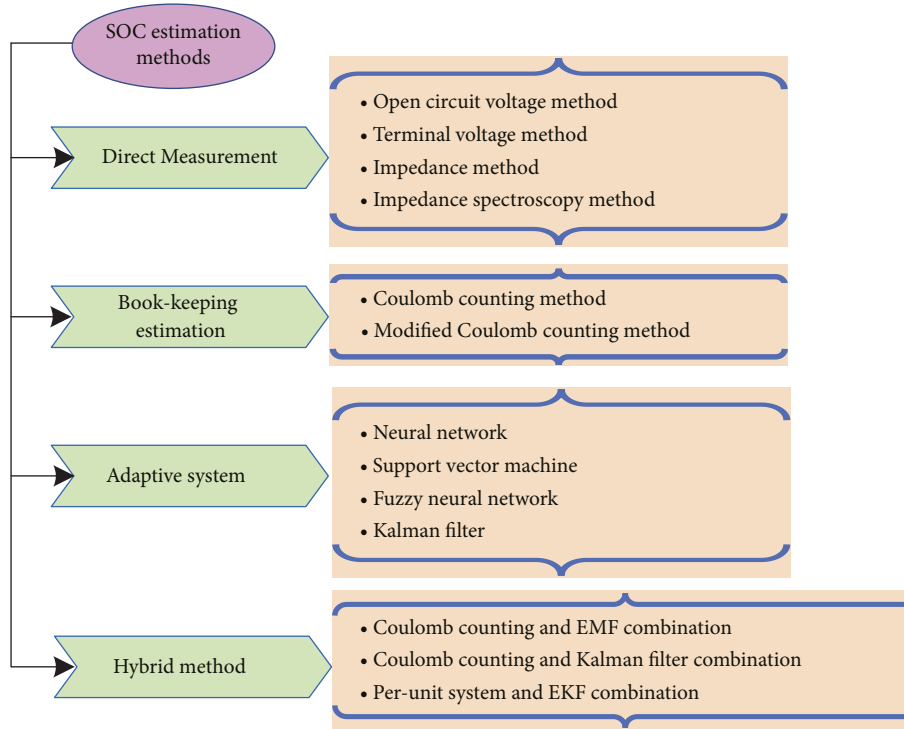 SOC estimation
methods
Direct Measurement
• Open circuit voltage method
• Terminal voltage method
• Impedance method
• Impedance spectroscopy method
Book-keeping
estimation
• Coulomb counting method
• Modified Coulomb counting method
Adaptive system
• Neural network
• Support vector machine
• Fuzzy neural network
• Kalman filter
Hybrid method
• Coulomb counting and EMF combination
• Coulomb counting and Kalman filter combination
• Per-unit system and EKF combination